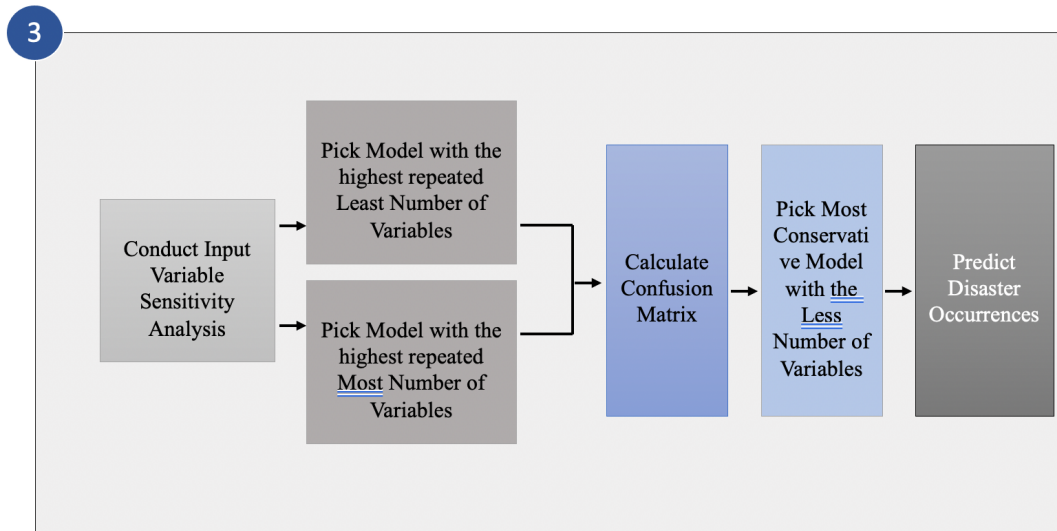 3
Conduct Input
Variable
Sensitivity
Analysis
Pick Model with the
highest repeated
Least Number of
Variables
Pick Model with the
highest repeated
Most Number of
Variables
Calculate
Confusion
Matrix
Pick Most
Conservati
ve Model
with the
Less
Number of
Variables
Predict
Disaster
Occurrences